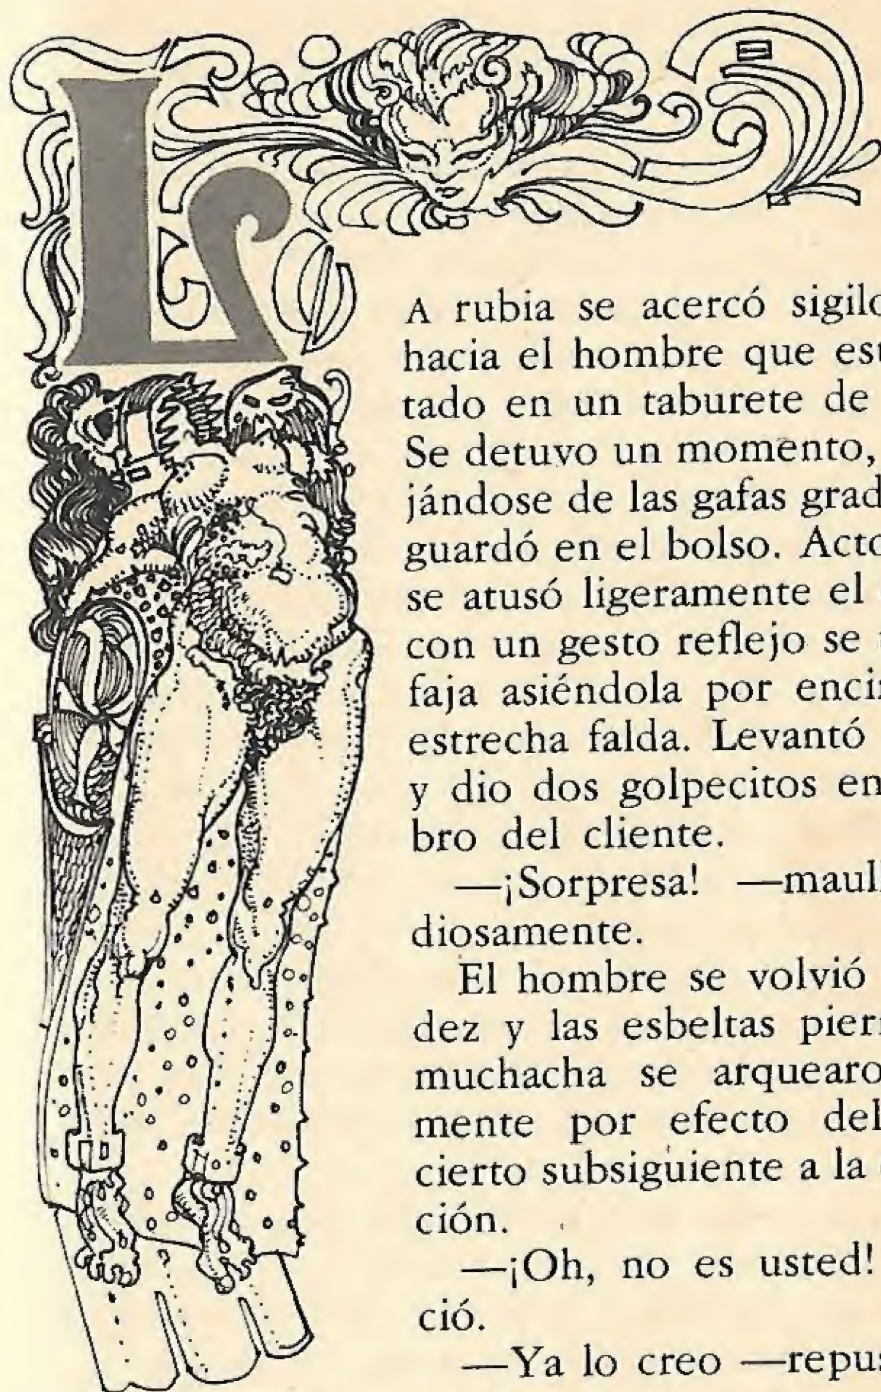 L
A rubia se acercó sigilo
hacia el hombre que est
tado en un taburete de
Se detuvo un momento,
jándose de las gafas grad
guardó en el bolso. Acto
se atusó ligeramente el
con un gesto reflejo se
faja asiéndola por enci
estrecha falda. Levantó
y dio dos golpecitos en
bro del cliente.
—¡Sorpresa! —maul
diosamente.
El hombre se volvió
dez y las esbeltas pier
muchacha se arquearo
mente por efecto del
cierto subsiguiente a la
ción.
—¡Oh, no es usted!
ció.
—Ya lo creo —repus